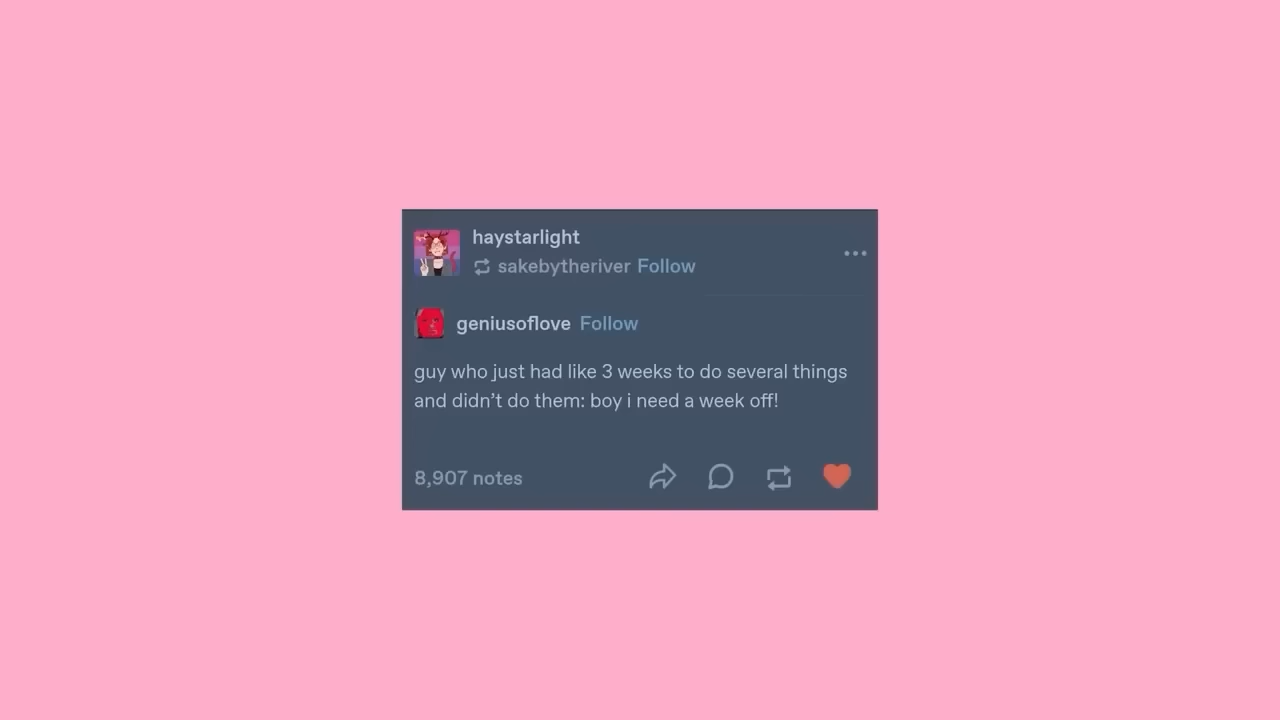 haystarlight
sakebytheriver Follow
geniusoflove Follow
guy who just had like 3 weeks to do several things
and didn’t do them: boy i need a week off!
8,907 notes